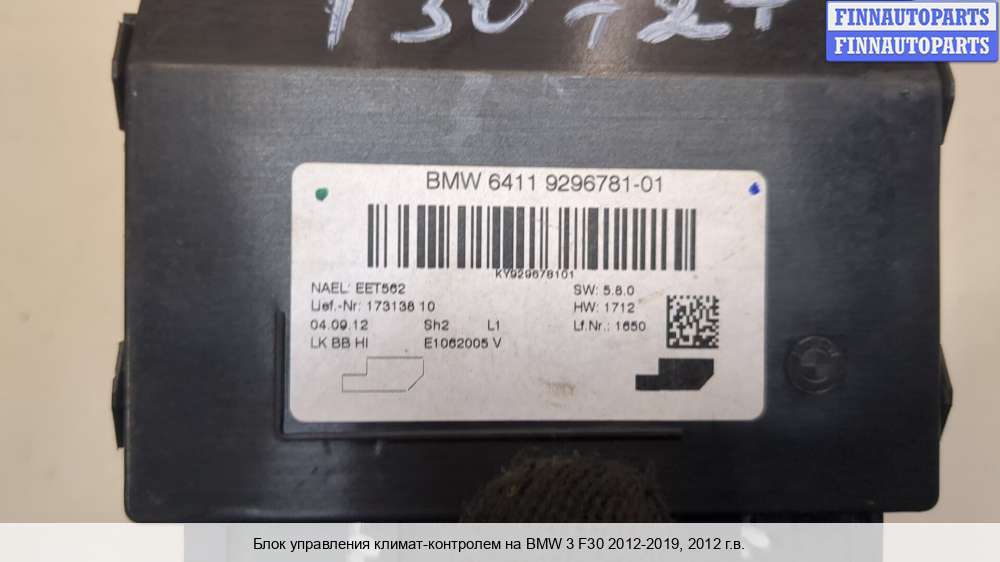 FINNAUTOPARTS
FINNAUTOPARTS
BMW 6411 9296781-01
KY929678101
NAEL: EET562
SW: 5.8.0
Lief.-Nr: 173138 10
HW: 1712
04.09.12 Sh2 L1
Lf.Nr.: 1650
LK BB HI E1062005 V
Блок управления климат-контролем на BMW 3 F30 2012-2019, 2012 г.в.